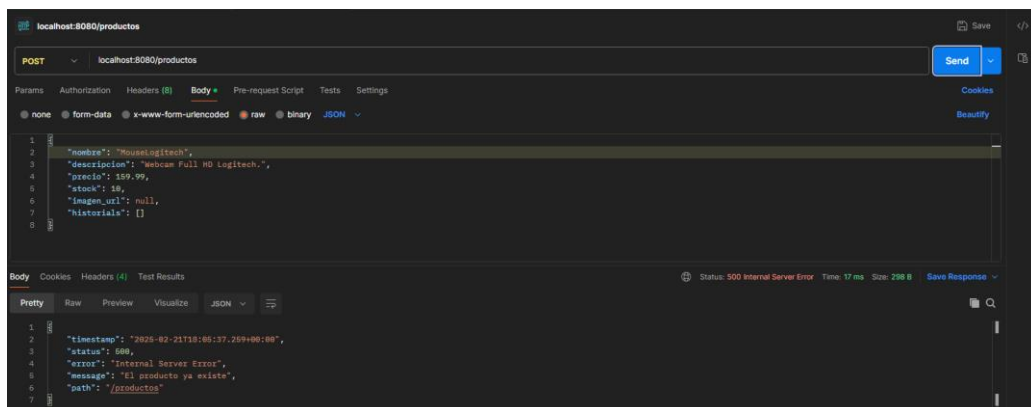 localhost:8080/productos
Save
POST localhost:8080/productos Send
Params Authorization Headers (8) Body Pre-request Script Tests Settings Cookies
none form-data x-www-form-urlencoded raw binary JSON Beautify
1 {
2 "nombre": "MouseLogitech",
3 "descripcion": "Webcam Full HD Logitech.",
4 "precio": 159.99,
5 "stock": 10,
6 "imagen_url": null,
7 "historials": []
8 }
Body Cookies Headers (4) Test Results Status: 500 Internal Server Error Time: 17 ms Size: 298 B Save Response
Pretty Raw Preview Visualize JSON
1 {
2 "timestamp": "2025-02-21T18:05:37.259+00:00",
3 "status": 500,
4 "error": "Internal Server Error",
5 "message": "El producto ya existe",
6 "path": "/productos"
7 }